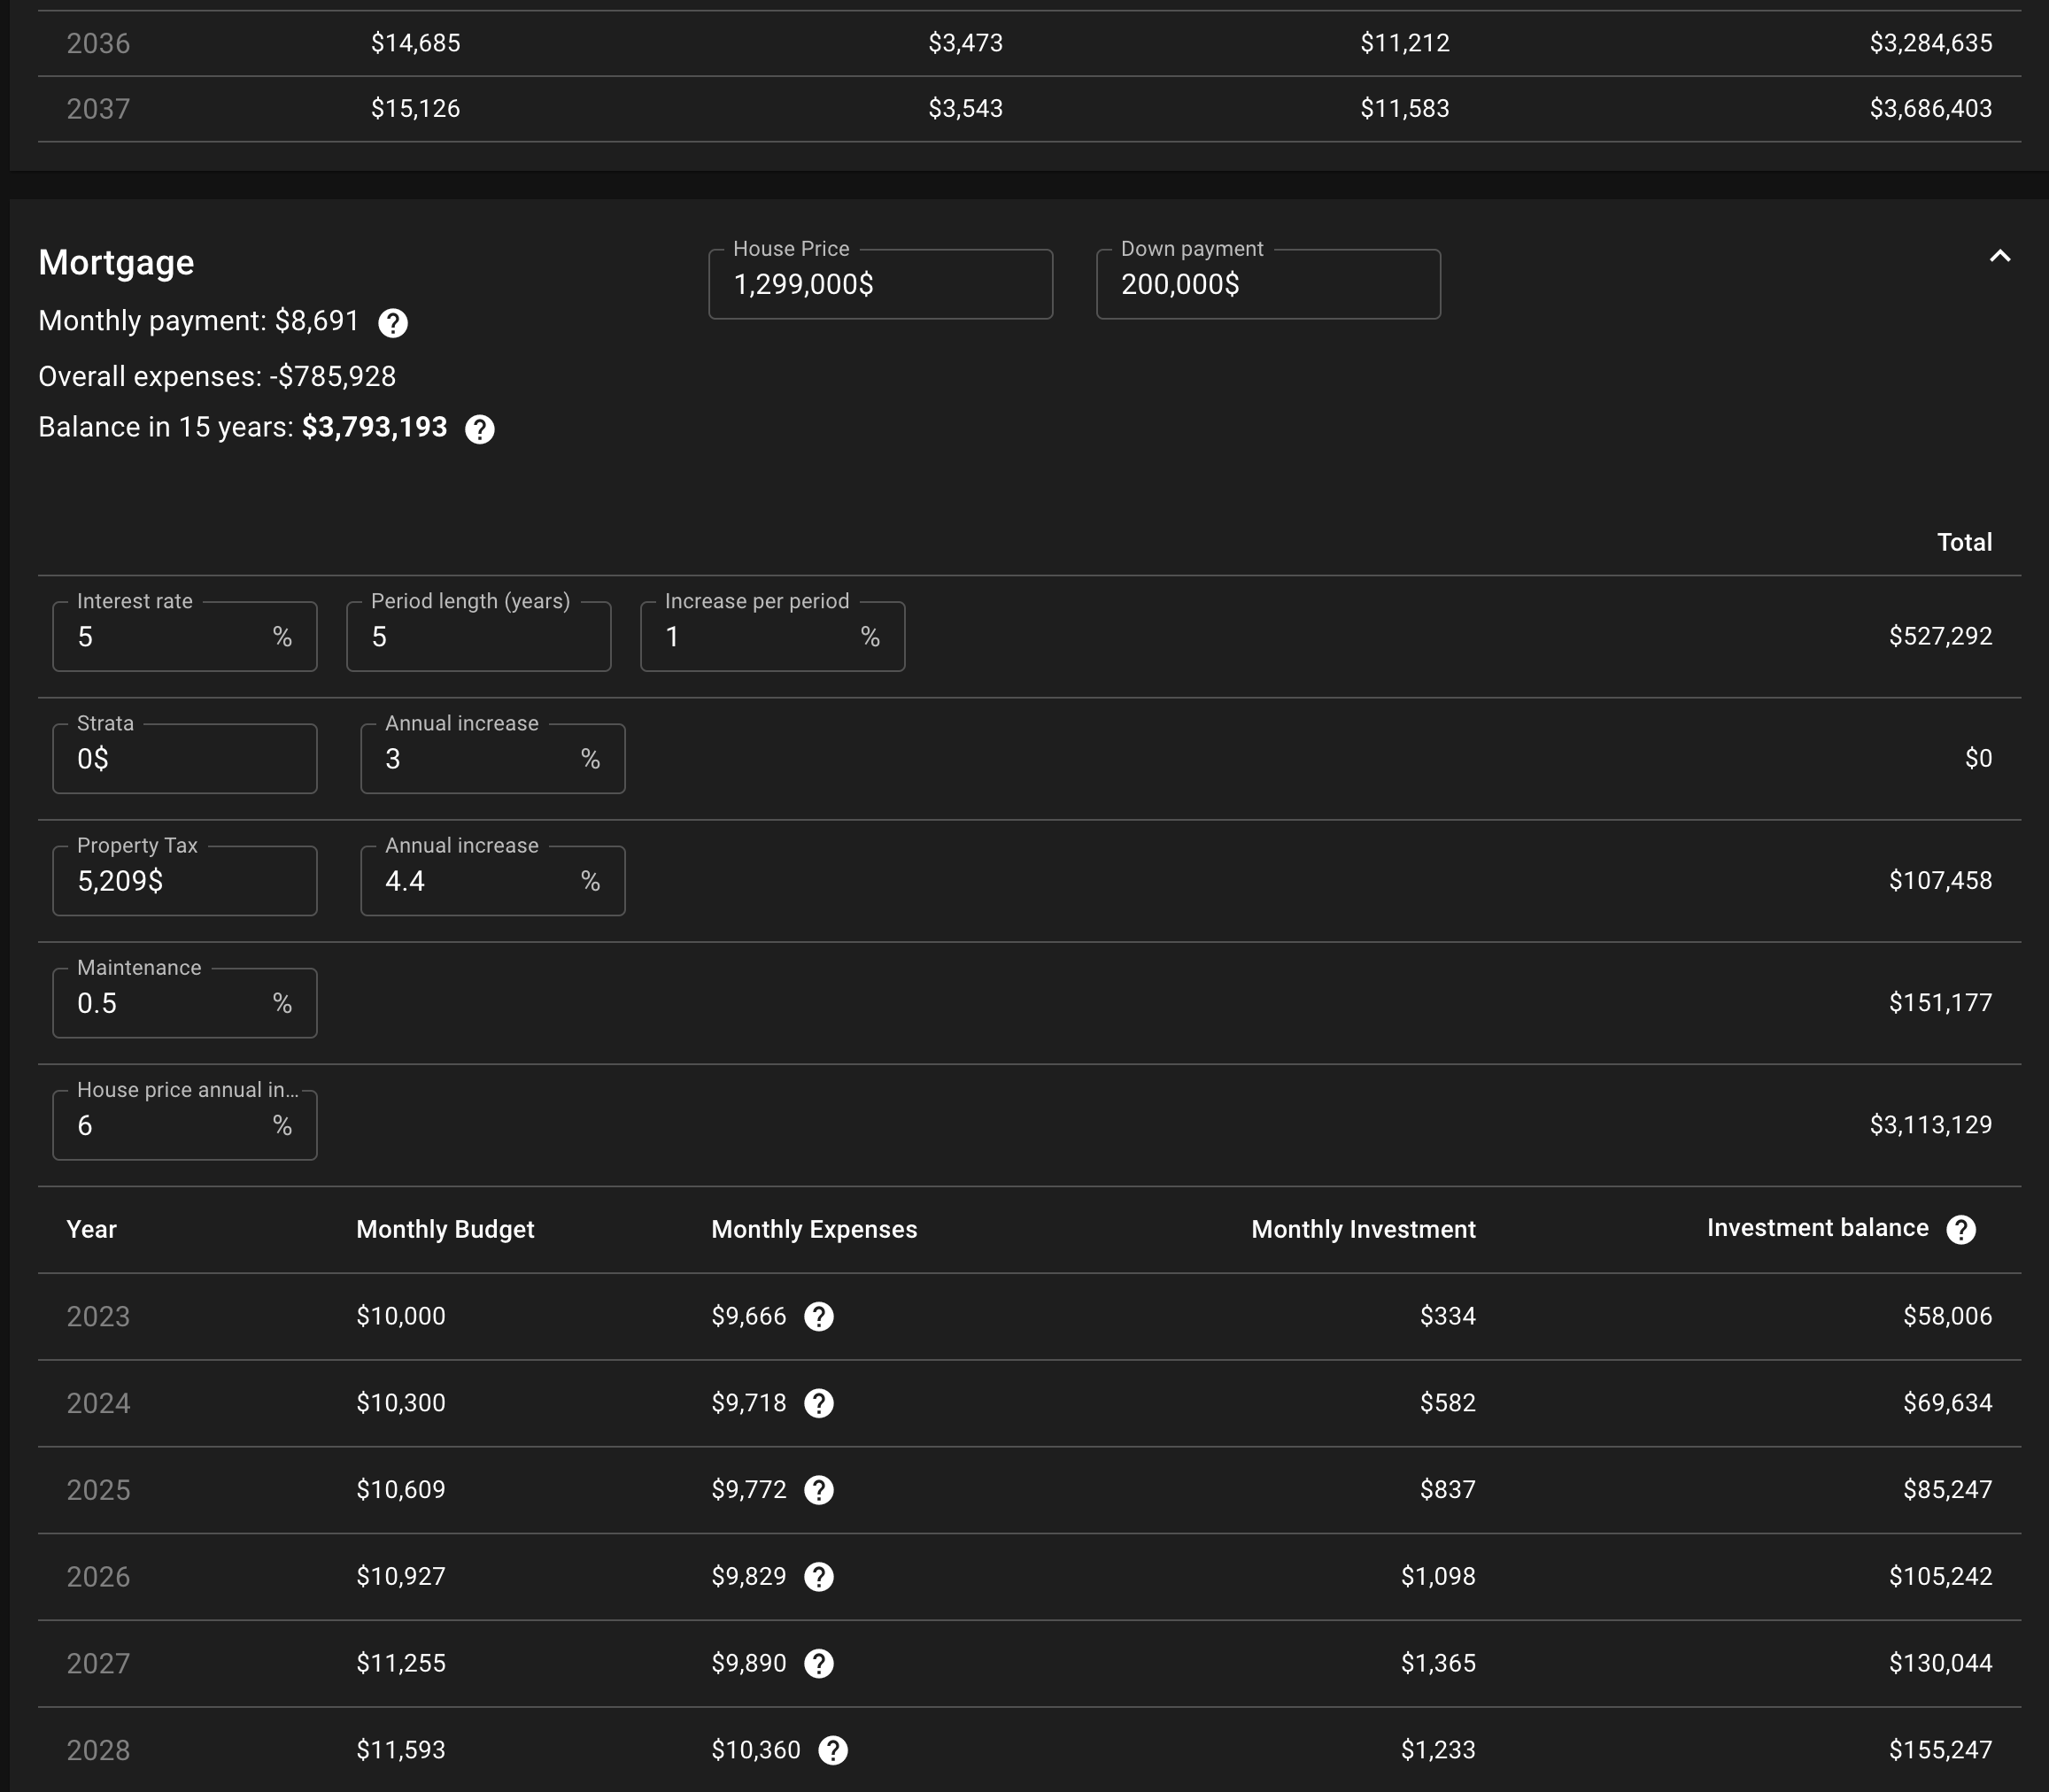 2036 $14,685 $3,473 $11,212 $3,284,635
2037 $15,126 $3,543 $11,583 $3,686,403
Mortgage
House Price
1,299,000$
Down payment
200,000$
Monthly payment: $8,691 ?
Overall expenses: -$785,928
Balance in 15 years: $3,793,193 ?
Total
Interest rate
5 %
Period length (years)
5
Increase per period
1 %
$527,292
Strata
0$
Annual increase
3 %
$0
Property Tax
5,209$
Annual increase
4.4 %
$107,458
Maintenance
0.5 %
$151,177
House price annual in...
6 %
$3,113,129
Year Monthly Budget Monthly Expenses Monthly Investment Investment balance ?
2023 $10,000 $9,666 ? $334 $58,006
2024 $10,300 $9,718 ? $582 $69,634
2025 $10,609 $9,772 ? $837 $85,247
2026 $10,927 $9,829 ? $1,098 $105,242
2027 $11,255 $9,890 ? $1,365 $130,044
2028 $11,593 $10,360 ? $1,233 $155,247